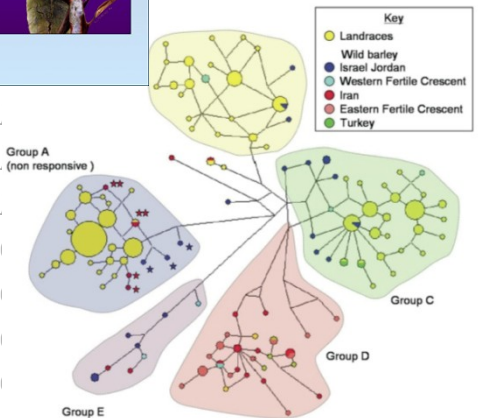 Key
Landraces
Wild barley
Israel Jordan
Western Fertile Crescent
Iran
Eastern Fertile Crescent
Turkey
Group A
(non responsive )
Group C
Group D
Group E